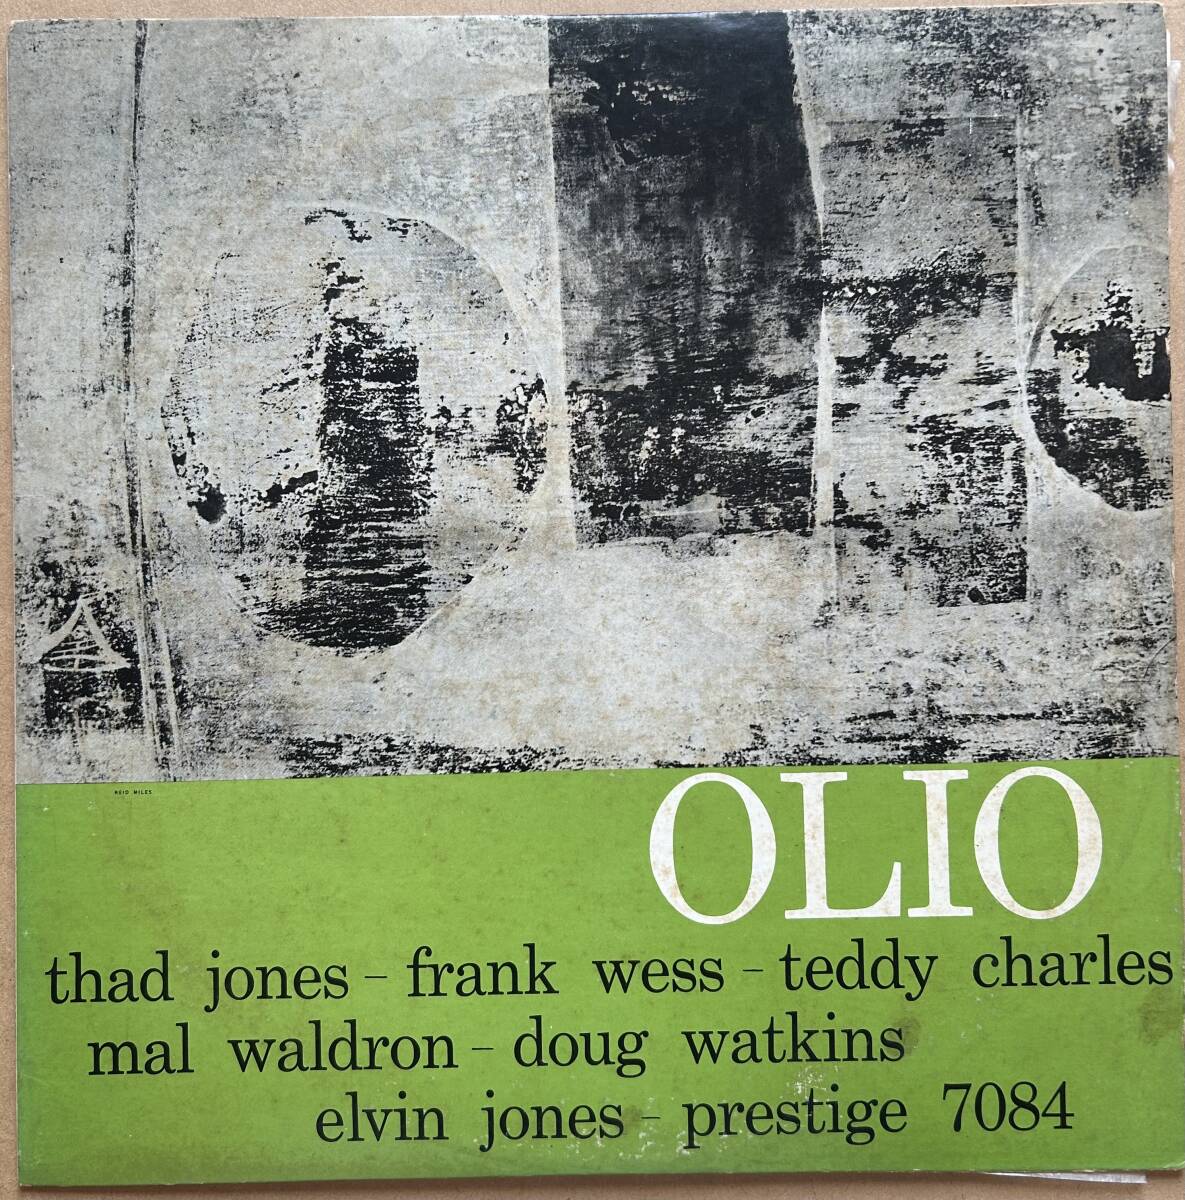 REID MILES
OLIO
thad jones – frank wess – teddy charles
mal waldron – doug watkins
elvin jones – prestige 7084